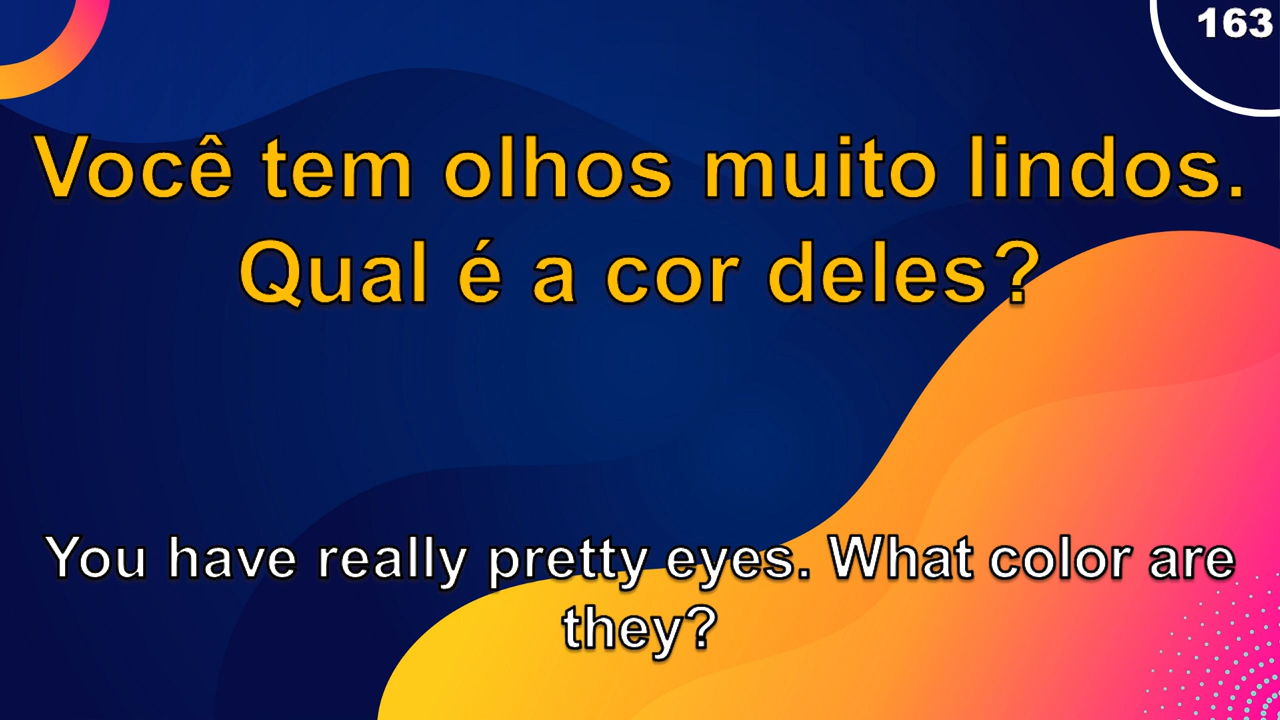 163
Você tem olhos muito lindos.
Qual é a cor deles?
You have really pretty eyes. What color are
they?